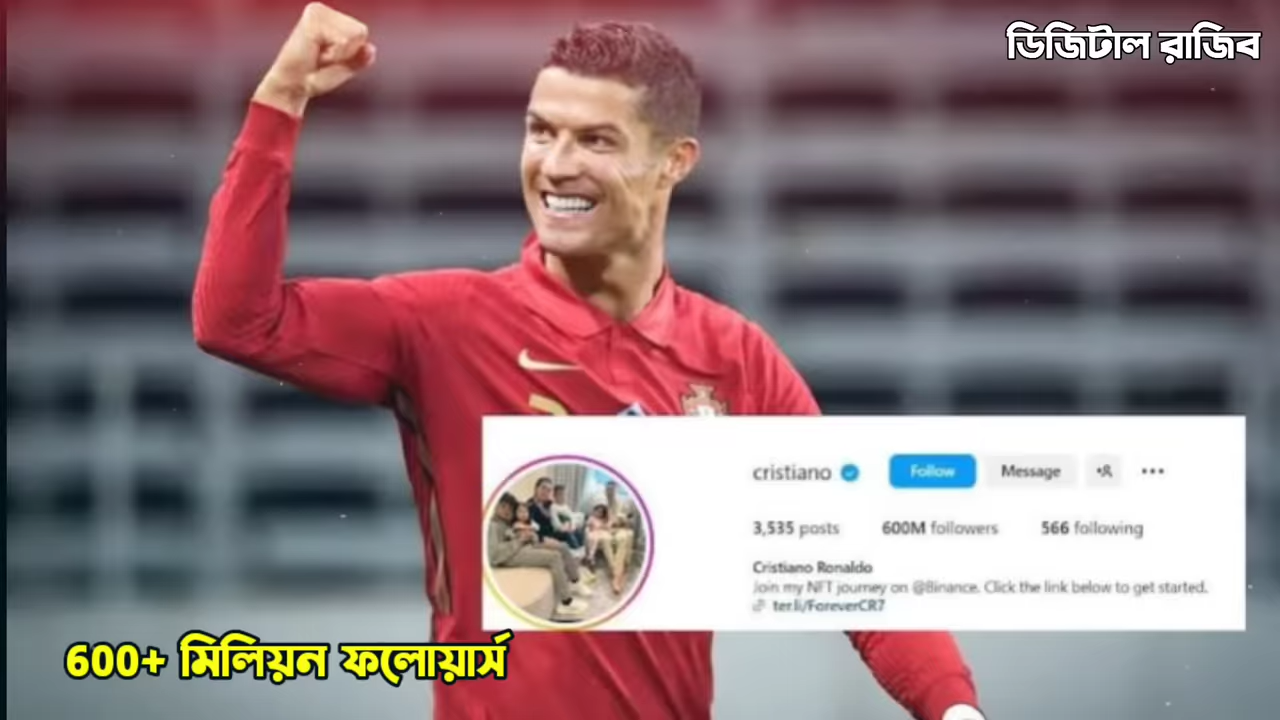 ডিজিটাল রাজিব
cristiano Follow Message
3,535 posts 600M followers 566 following
Cristiano Ronaldo
Join my NFT journey on @Binance. Click the link below to get started.
ter.li/ForeverCR7
600+ মিলিয়ন ফলোয়ার্স